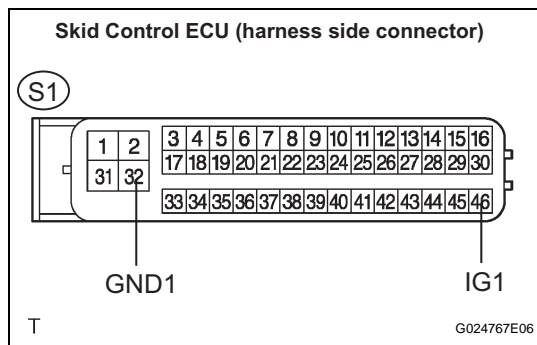 Skid Control ECU (harness side connector)
S1
1 2 3 4 5 6 7 8 9 10 11 12 13 14 15 16
17 18 19 20 21 22 23 24 25 26 27 28 29 30
31 32
33 34 35 36 37 38 39 40 41 42 43 44 45 46
GND1 IG1
T G024767E06